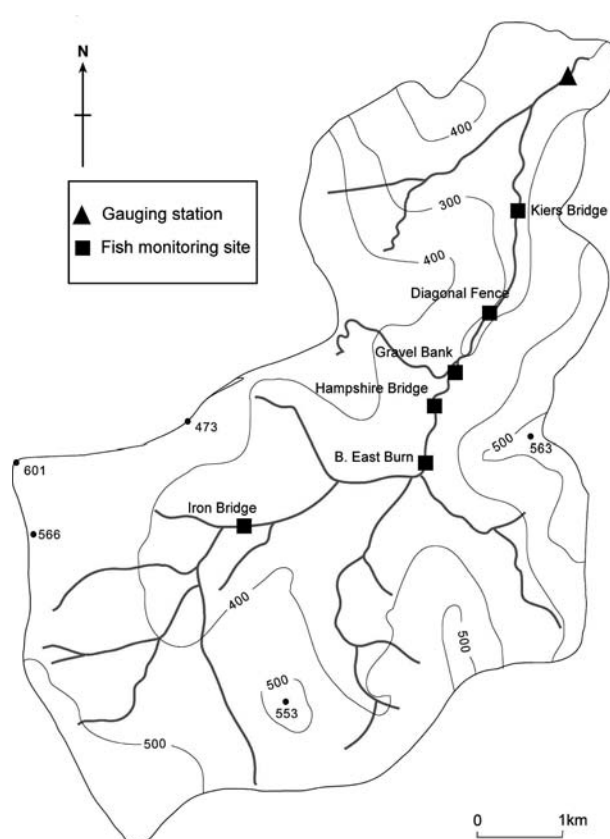 N
Gauging station
Fish monitoring site
400
300
Kiers Bridge
400
Diagonal Fence
Gravel Bank
Hampshire Bridge
473
500
563
601
B. East Burn
Iron Bridge
566
400
500
500
553
500
0 1km